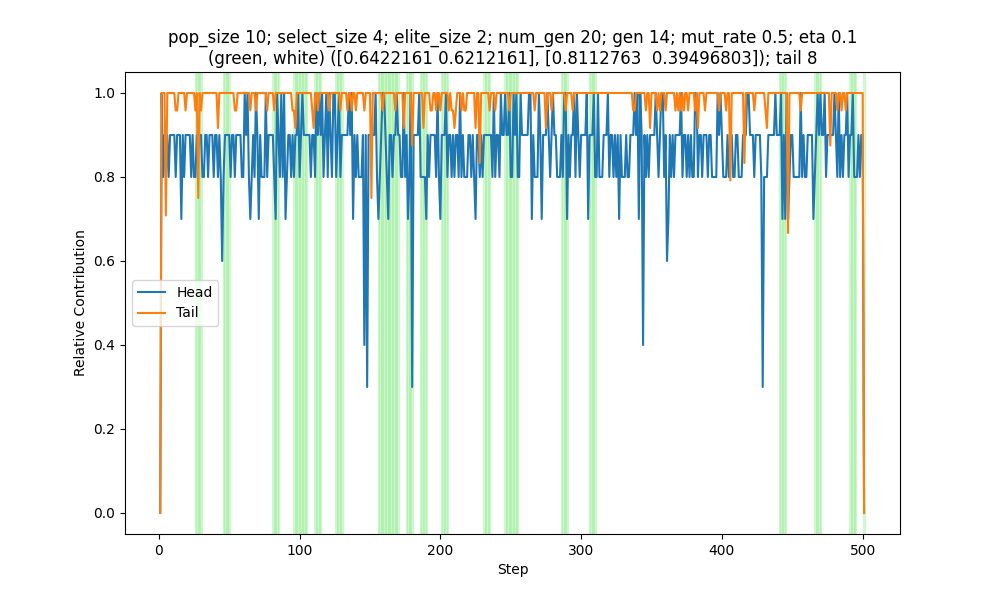 pop_size 10; select_size 4; elite_size 2; num_gen 20; gen 14; mut_rate 0.5; eta 0.1
(green, white) ([0.6422161 0.6212161], [0.8112763  0.39496803]); tail 8
1.0
0.8
0.6
0.4
0.2
0.0
Relative Contribution
Head
Tail
0
100
200
300
400
500
Step